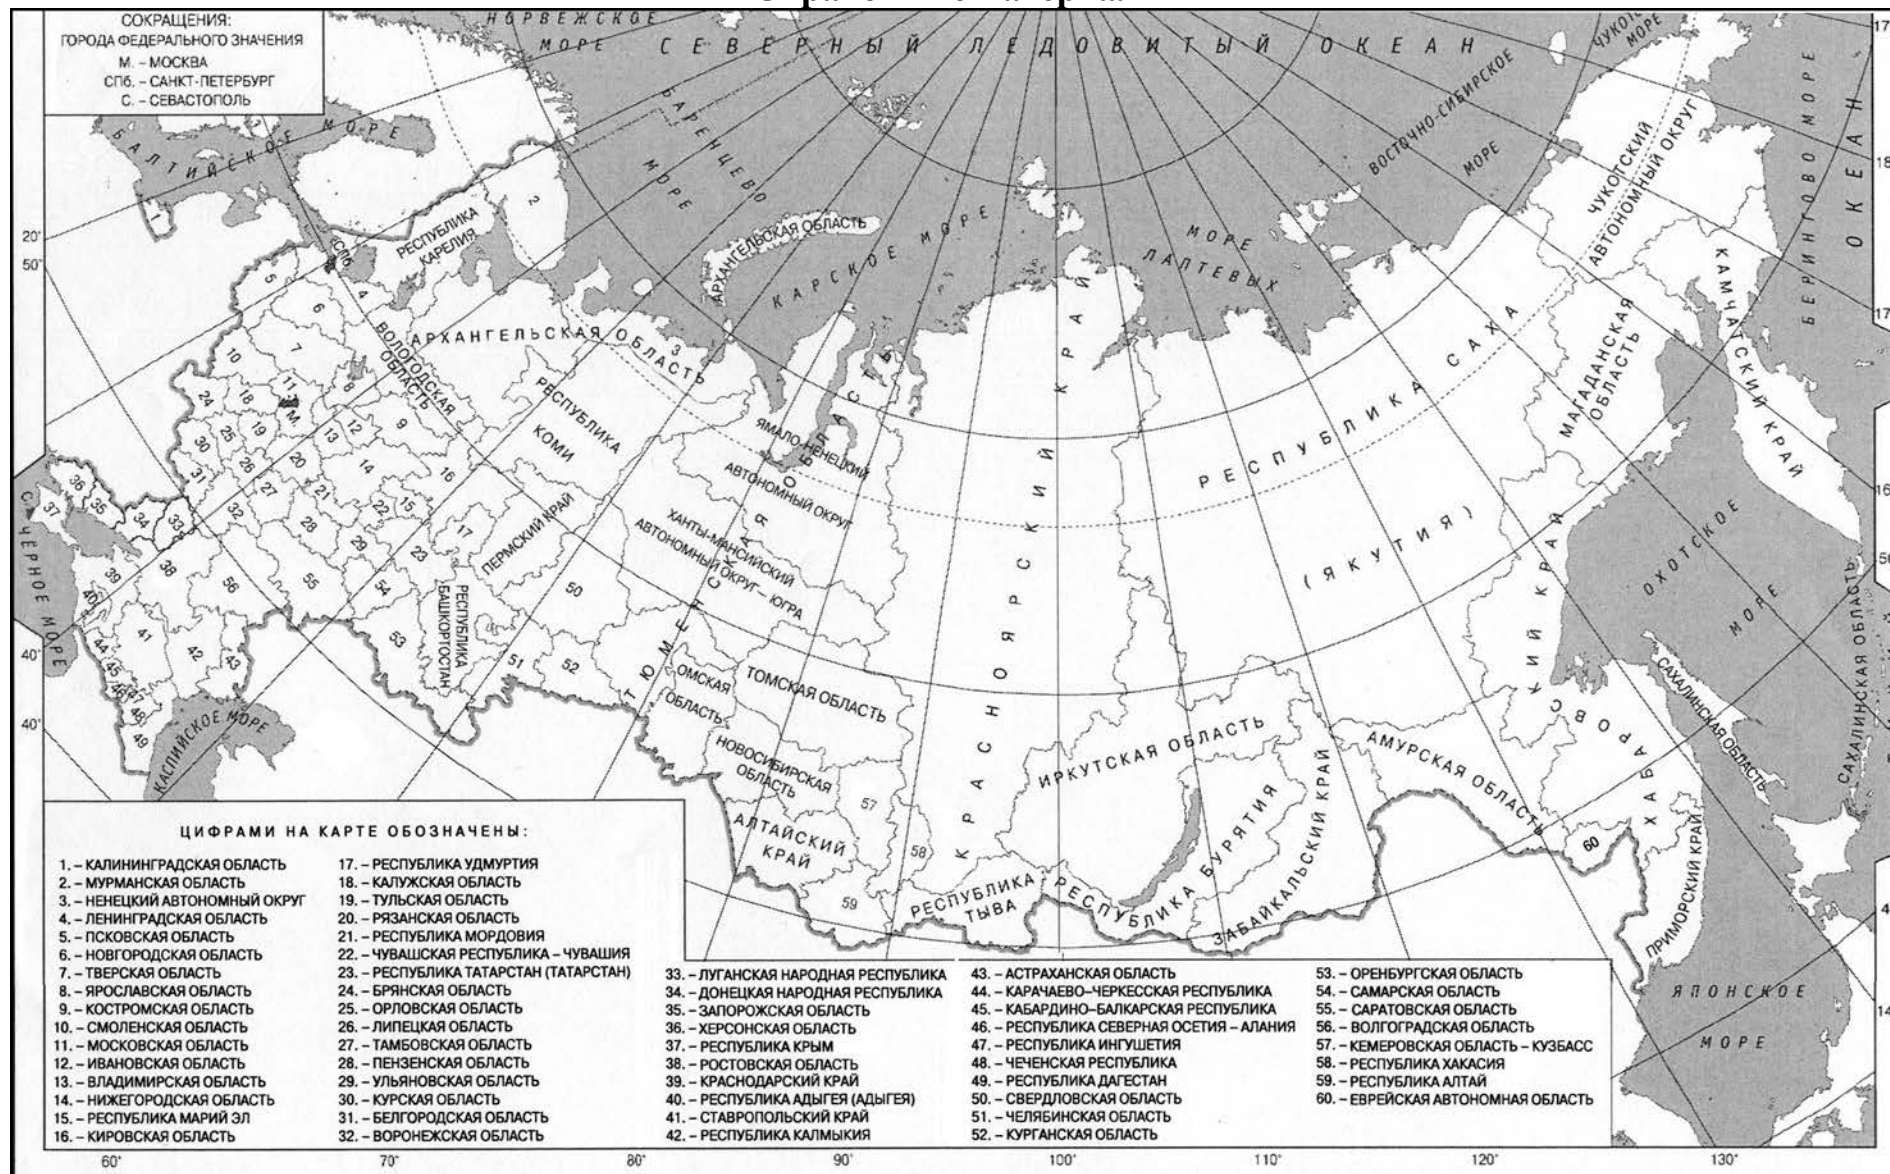 СОКРАЩЕНИЯ:
ГОРОДА ФЕДЕРАЛЬНОГО ЗНАЧЕНИЯ
М. – МОСКВА
СПб. – САНКТ-ПЕТЕРБУРГ
С. – СЕВАСТОПОЛЬ
НОРВЕЖСКОЕ
МОРЕ
СЕВЕРНЫЙ ЛЕДОВИТЫЙ ОКЕАН
БАЛТИЙСКОЕ МОРЕ
БАРЕНЦЕВО
МОРЕ
КАРСКОЕ МОРЕ
МОРЕ
ЛАПТЕВЫХ
ВОСТОЧНО-СИБИРСКОЕ
МОРЕ
МОРЕ
БЕРИНГОВО МОРЕ
ОКЕАН
ОХОТСКОЕ
МОРЕ
ЯПОНСКОЕ
МОРЕ
ЧЕРНОЕ МОРЕ
КАСПИЙСКОЕ МОРЕ
СПб
М.
С.
РЕСПУБЛИКА
КАРЕЛИЯ
АРХАНГЕЛЬСКАЯ ОБЛАСТЬ
АРХАНГЕЛЬСКАЯ ОБЛАСТЬ
ВОЛОГОДСКАЯ
ОБЛАСТЬ
РЕСПУБЛИКА
КОМИ
ПЕРМСКИЙ КРАЙ
РЕСПУБЛИКА
БАШКОРТОСТАН
ЯМАЛО-НЕНЕЦКИЙ
АВТОНОМНЫЙ ОКРУГ
ХАНТЫ-МАНСИЙСКИЙ
АВТОНОМНЫЙ ОКРУГ – ЮГРА
ТЮМЕНСКАЯ ОБЛАСТЬ
ОМСКАЯ
ОБЛАСТЬ
ТОМСКАЯ ОБЛАСТЬ
НОВОСИБИРСКАЯ
ОБЛАСТЬ
АЛТАЙСКИЙ
КРАЙ
КРАСНОЯРСКИЙ КРАЙ
РЕСПУБЛИКА
ТЫВА
ИРКУТСКАЯ ОБЛАСТЬ
РЕСПУБЛИКА БУРЯТИЯ
ЗАБАЙКАЛЬСКИЙ КРАЙ
РЕСПУБЛИКА САХА
(ЯКУТИЯ)
АМУРСКАЯ ОБЛАСТЬ
ХАБАРОВСКИЙ КРАЙ
ПРИМОРСКИЙ КРАЙ
САХАЛИНСКАЯ ОБЛАСТЬ
САХАЛИНСКАЯ ОБЛАСТЬ
МАГАДАНСКАЯ
ОБЛАСТЬ
КАМЧАТСКИЙ КРАЙ
ЧУКОТСКИЙ
АВТОНОМНЫЙ ОКРУГ
ЦИФРАМИ НА КАРТЕ ОБОЗНАЧЕНЫ:
1. – КАЛИНИНГРАДСКАЯ ОБЛАСТЬ
2. – МУРМАНСКАЯ ОБЛАСТЬ
3. – НЕНЕЦКИЙ АВТОНОМНЫЙ ОКРУГ
4. – ЛЕНИНГРАДСКАЯ ОБЛАСТЬ
5. – ПСКОВСКАЯ ОБЛАСТЬ
6. – НОВГОРОДСКАЯ ОБЛАСТЬ
7. – ТВЕРСКАЯ ОБЛАСТЬ
8. – ЯРОСЛАВСКАЯ ОБЛАСТЬ
9. – КОСТРОМСКАЯ ОБЛАСТЬ
10. – СМОЛЕНСКАЯ ОБЛАСТЬ
11. – МОСКОВСКАЯ ОБЛАСТЬ
12. – ИВАНОВСКАЯ ОБЛАСТЬ
13. – ВЛАДИМИРСКАЯ ОБЛАСТЬ
14. – НИЖЕГОРОДСКАЯ ОБЛАСТЬ
15. – РЕСПУБЛИКА МАРИЙ ЭЛ
16. – КИРОВСКАЯ ОБЛАСТЬ
17. – РЕСПУБЛИКА УДМУРТИЯ
18. – КАЛУЖСКАЯ ОБЛАСТЬ
19. – ТУЛЬСКАЯ ОБЛАСТЬ
20. – РЯЗАНСКАЯ ОБЛАСТЬ
21. – РЕСПУБЛИКА МОРДОВИЯ
22. – ЧУВАШСКАЯ РЕСПУБЛИКА – ЧУВАШИЯ
23. – РЕСПУБЛИКА ТАТАРСТАН (ТАТАРСТАН)
24. – БРЯНСКАЯ ОБЛАСТЬ
25. – ОРЛОВСКАЯ ОБЛАСТЬ
26. – ЛИПЕЦКАЯ ОБЛАСТЬ
27. – ТАМБОВСКАЯ ОБЛАСТЬ
28. – ПЕНЗЕНСКАЯ ОБЛАСТЬ
29. – УЛЬЯНОВСКАЯ ОБЛАСТЬ
30. – КУРСКАЯ ОБЛАСТЬ
31. – БЕЛГОРОДСКАЯ ОБЛАСТЬ
32. – ВОРОНЕЖСКАЯ ОБЛАСТЬ
33. – ЛУГАНСКАЯ НАРОДНАЯ РЕСПУБЛИКА
34. – ДОНЕЦКАЯ НАРОДНАЯ РЕСПУБЛИКА
35. – ЗАПОРОЖСКАЯ ОБЛАСТЬ
36. – ХЕРСОНСКАЯ ОБЛАСТЬ
37. – РЕСПУБЛИКА КРЫМ
38. – РОСТОВСКАЯ ОБЛАСТЬ
39. – КРАСНОДАРСКИЙ КРАЙ
40. – РЕСПУБЛИКА АДЫГЕЯ (АДЫГЕЯ)
41. – СТАВРОПОЛЬСКИЙ КРАЙ
42. – РЕСПУБЛИКА КАЛМЫКИЯ
43. – АСТРАХАНСКАЯ ОБЛАСТЬ
44. – КАРАЧАЕВО–ЧЕРКЕССКАЯ РЕСПУБЛИКА
45. – КАБАРДИНО–БАЛКАРСКАЯ РЕСПУБЛИКА
46. – РЕСПУБЛИКА СЕВЕРНАЯ ОСЕТИЯ – АЛАНИЯ
47. – РЕСПУБЛИКА ИНГУШЕТИЯ
48. – ЧЕЧЕНСКАЯ РЕСПУБЛИКА
49. – РЕСПУБЛИКА ДАГЕСТАН
50. – СВЕРДЛОВСКАЯ ОБЛАСТЬ
51. – ЧЕЛЯБИНСКАЯ ОБЛАСТЬ
52. – КУРГАНСКАЯ ОБЛАСТЬ
53. – ОРЕНБУРГСКАЯ ОБЛАСТЬ
54. – САМАРСКАЯ ОБЛАСТЬ
55. – САРАТОВСКАЯ ОБЛАСТЬ
56. – ВОЛГОГРАДСКАЯ ОБЛАСТЬ
57. – КЕМЕРОВСКАЯ ОБЛАСТЬ – КУЗБАСС
58. – РЕСПУБЛИКА ХАКАСИЯ
59. – РЕСПУБЛИКА АЛТАЙ
60. – ЕВРЕЙСКАЯ АВТОНОМНАЯ ОБЛАСТЬ
60° 70° 80° 90° 100° 110° 120° 130°